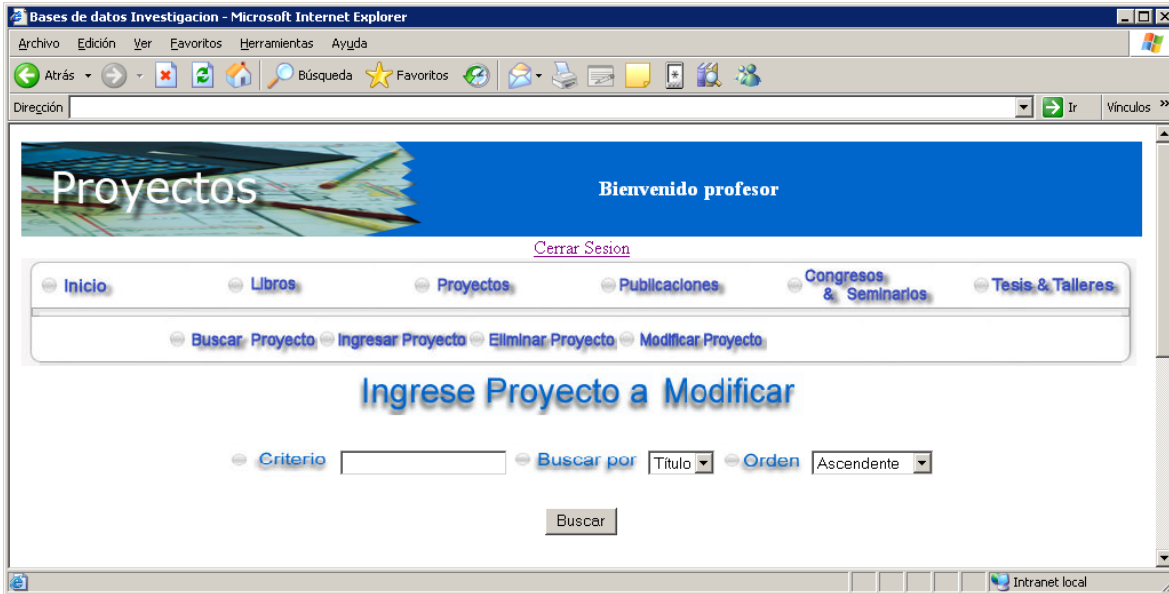 Bases de datos Investigacion - Microsoft Internet Explorer
Archivo Edición Ver Favoritos Herramientas Ayuda
Atrás Búsqueda Favoritos
Dirección Ir Vínculos »
Proyectos Bienvenido profesor
Cerrar Sesion
Inicio Libros Proyectos Publicaciones Congresos & Seminarios Tesis & Talleres
Buscar Proyecto Ingresar Proyecto Eliminar Proyecto Modificar Proyecto
Ingrese Proyecto a Modificar
Criterio Buscar por Título Orden Ascendente
Buscar
Intranet local